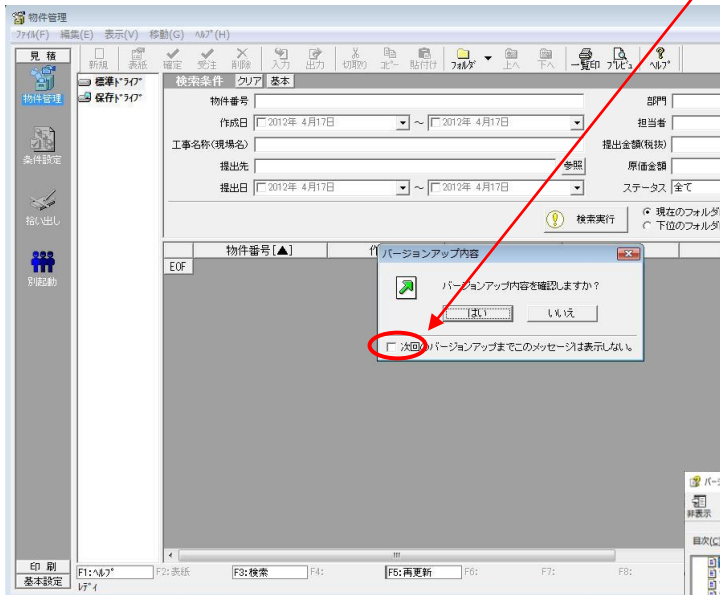 物件管理
ﾌｧｲﾙ(F) 編集(E) 表示(V) 移動(G) ﾍﾙﾌﾟ(H)
見 積
新規 表紙 確定 受注 削除 入力 出力 切取り ｺﾋﾟｰ 貼付け ﾌｫﾙﾀﾞ 上へ 下へ 一覧印 ﾌﾟﾚﾋﾞｭ ﾍﾙﾌﾟ
物件管理
条件設定
拾い出し
別起動
標準ﾄﾞﾗｲﾌﾞ
保存ﾄﾞﾗｲﾌﾞ
検索条件 クリア 基本
物件番号 部門
作成日 2012年 4月17日 ～ 2012年 4月17日 担当者
工事名称(現場名) 提出金額(税抜)
提出先 参照 原価金額
提出日 2012年 4月17日 ～ 2012年 4月17日 ステータス 全て
検索実行 現在のフォルダ
下位のフォルダ
物件番号[▲]
EOF
バージョンアップ内容
バージョンアップ内容を確認しますか？
はい いいえ
次回のバージョンアップまでこのメッセージは表示しない。
バージ
非表示
目次(C)
印 刷
基本設定
F1:ﾍﾙﾌﾟ F2:表紙 F3:検索 F4: F5:再更新 F6: F7: F8:
ﾚﾃﾞｨ